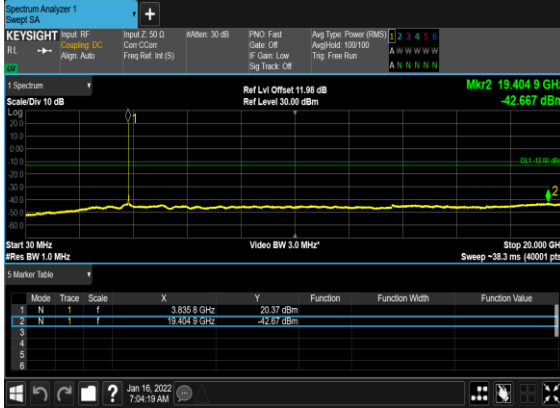 Spectrum Analyzer 1
Swept SA
+
KEYSIGHT Input: RF Input Z: 50 Ω #Atten: 30 dB PNO: Fast Avg Type: Power (RMS) 1 2 3 4 5 6
RL Coupling: DC Corr CCorr Gate: Off Avg|Hold: 100/100 A W W W W W
Align: Auto Freq Ref: Int (S) IF Gain: Low Trig: Free Run A N N N N N
Sig Track: Off
1 Spectrum
Ref Lvl Offset 11.98 dB Mkr2 19.404 9 GHz
Scale/Div 10 dB Ref Level 30.00 dBm -42.667 dBm
Log
1
20.0
10.0
0.00
-10.0
DL1 -13.00 dBm
-20.0
-30.0
-40.0
2
-50.0
-60.0
Start 30 MHz Video BW 3.0 MHz* Stop 20.000 GHz
#Res BW 1.0 MHz Sweep ~38.3 ms (40001 pts)
5 Marker Table
Mode Trace Scale X Y Function Function Width Function Value
1 N 1 f 3.835 8 GHz 20.37 dBm
2 N 1 f 19.404 9 GHz -42.67 dBm
3
4
5
6
? Jan 16, 2022
7:04:19 AM